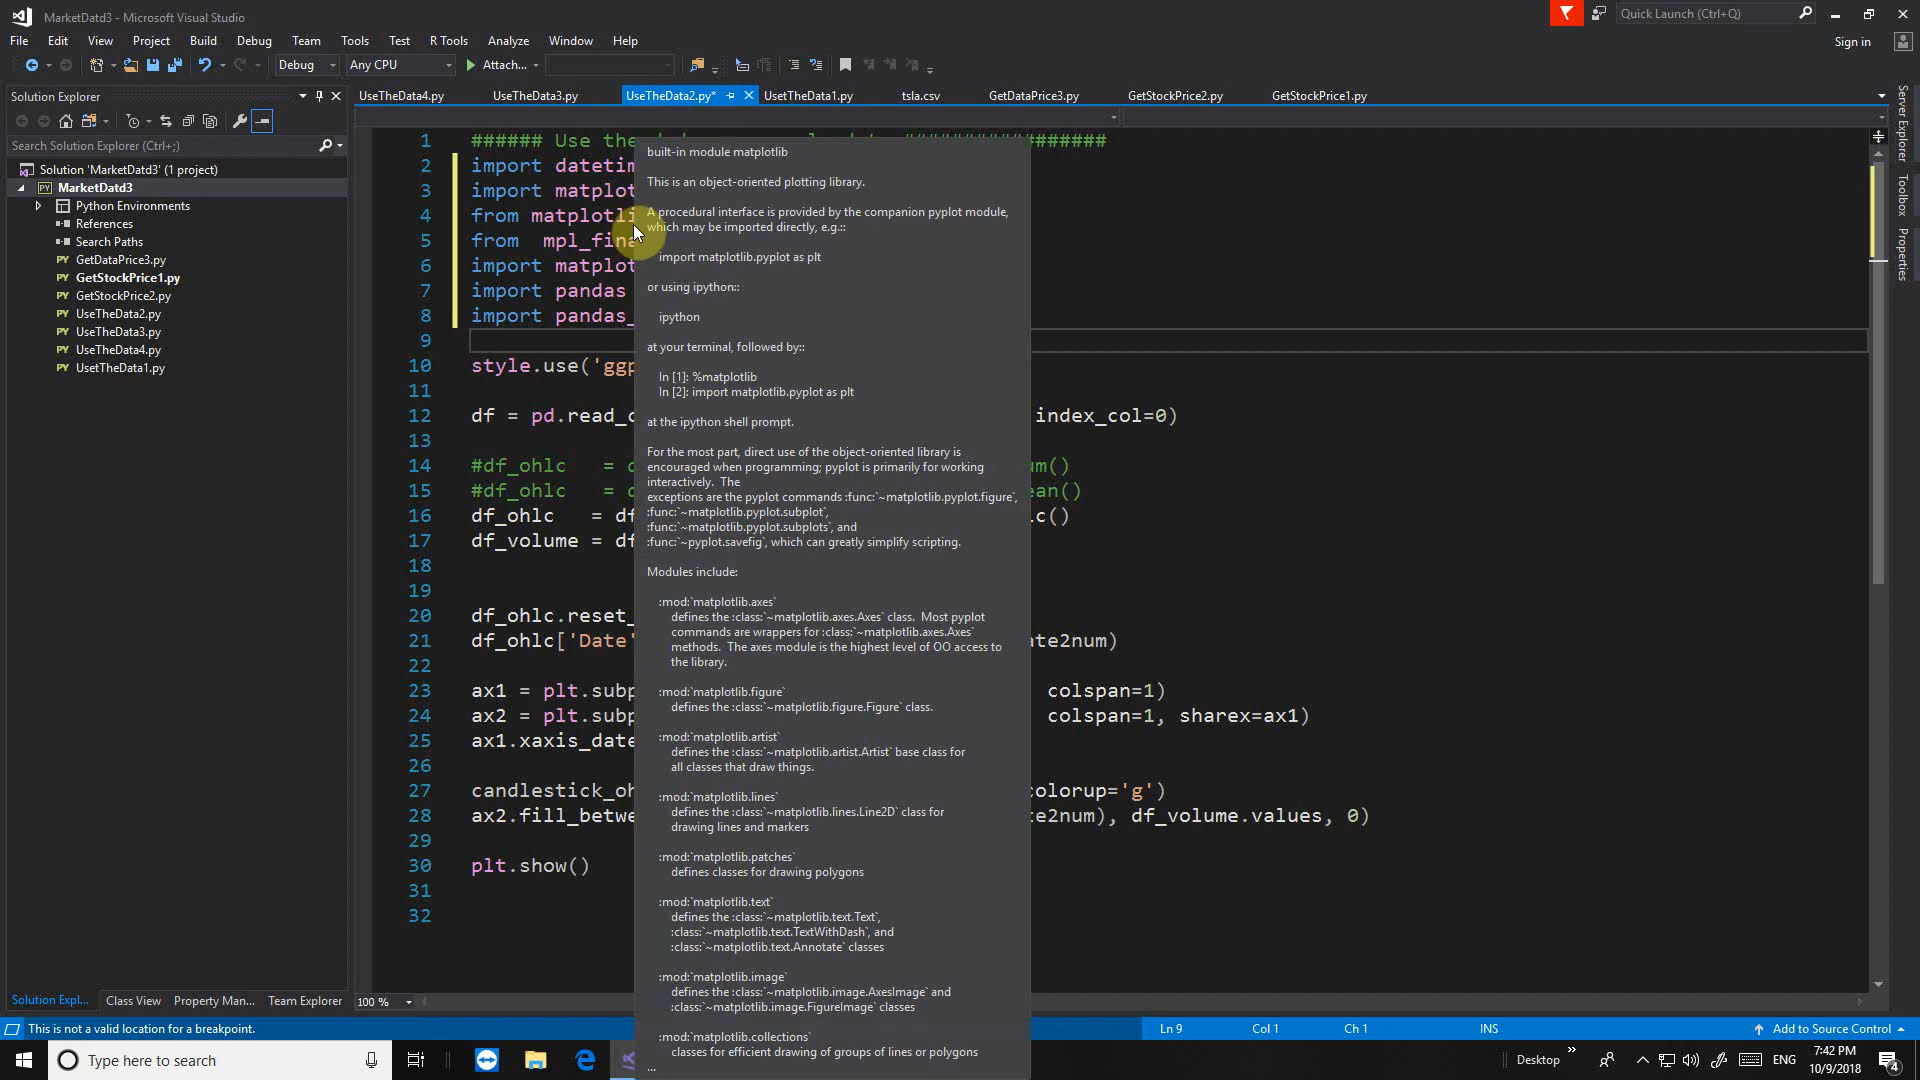 MarketDatd3 - Microsoft Visual Studio
Quick Launch (Ctrl+Q)
File Edit View Project Build Debug Team Tools Test R Tools Analyze Window Help
Sign in
Debug Any CPU Attach...
Solution Explorer
UseTheData4.py UseTheData3.py UseTheData2.py* UsetTheData1.py tsla.csv GetDataPrice3.py GetStockPrice2.py GetStockPrice1.py
Search Solution Explorer (Ctrl+;)
Solution 'MarketDatd3' (1 project)
MarketDatd3
Python Environments
References
Search Paths
GetDataPrice3.py
GetStockPrice1.py
GetStockPrice2.py
UseTheData2.py
UseTheData3.py
UseTheData4.py
UsetTheData1.py
1 ###### Use the ################
2 import datetim
3 import matplot
4 from matplotli
5 from mpl_fina
6 import matplot
7 import pandas
8 import pandas_
9
10 style.use('ggp
11
12 df = pd.read_c index_col=0)
13
14 #df_ohlc = d m()
15 #df_ohlc = d ean()
16 df_ohlc = df c()
17 df_volume = df
18
19
20 df_ohlc.reset_
21 df_ohlc['Date' ate2num)
22
23 ax1 = plt.subp colspan=1)
24 ax2 = plt.subp colspan=1, sharex=ax1)
25 ax1.xaxis_date
26
27 candlestick_oh olorup='g')
28 ax2.fill_betwe te2num), df_volume.values, 0)
29
30 plt.show()
31
32
built-in module matplotlib
This is an object-oriented plotting library.
A procedural interface is provided by the companion pyplot module,
which may be imported directly, e.g.::
import matplotlib.pyplot as plt
or using ipython::
ipython
at your terminal, followed by::
In [1]: %matplotlib
In [2]: import matplotlib.pyplot as plt
at the ipython shell prompt.
For the most part, direct use of the object-oriented library is
encouraged when programming; pyplot is primarily for working
interactively. The
exceptions are the pyplot commands :func:`~matplotlib.pyplot.figure`,
:func:`~matplotlib.pyplot.subplot`,
:func:`~matplotlib.pyplot.subplots`, and
:func:`~pyplot.savefig`, which can greatly simplify scripting.
Modules include:
:mod:`matplotlib.axes`
defines the :class:`~matplotlib.axes.Axes` class. Most pyplot
commands are wrappers for :class:`~matplotlib.axes.Axes`
methods. The axes module is the highest level of OO access to
the library.
:mod:`matplotlib.figure`
defines the :class:`~matplotlib.figure.Figure` class.
:mod:`matplotlib.artist`
defines the :class:`~matplotlib.artist.Artist` base class for
all classes that draw things.
:mod:`matplotlib.lines`
defines the :class:`~matplotlib.lines.Line2D` class for
drawing lines and markers
:mod:`matplotlib.patches`
defines classes for drawing polygons
:mod:`matplotlib.text`
defines the :class:`~matplotlib.text.Text`,
:class:`~matplotlib.text.TextWithDash`, and
:class:`~matplotlib.text.Annotate` classes
:mod:`matplotlib.image`
defines the :class:`~matplotlib.image.AxesImage` and
:class:`~matplotlib.image.FigureImage` classes
:mod:`matplotlib.collections`
classes for efficient drawing of groups of lines or polygons
...
Server Explorer
Toolbox
Properties
Solution Expl... Class View Property Man... Team Explorer
100 %
This is not a valid location for a breakpoint.
Ln 9 Col 1 Ch 1 INS Add to Source Control
Type here to search
Desktop
ENG
7:42 PM
10/9/2018
4